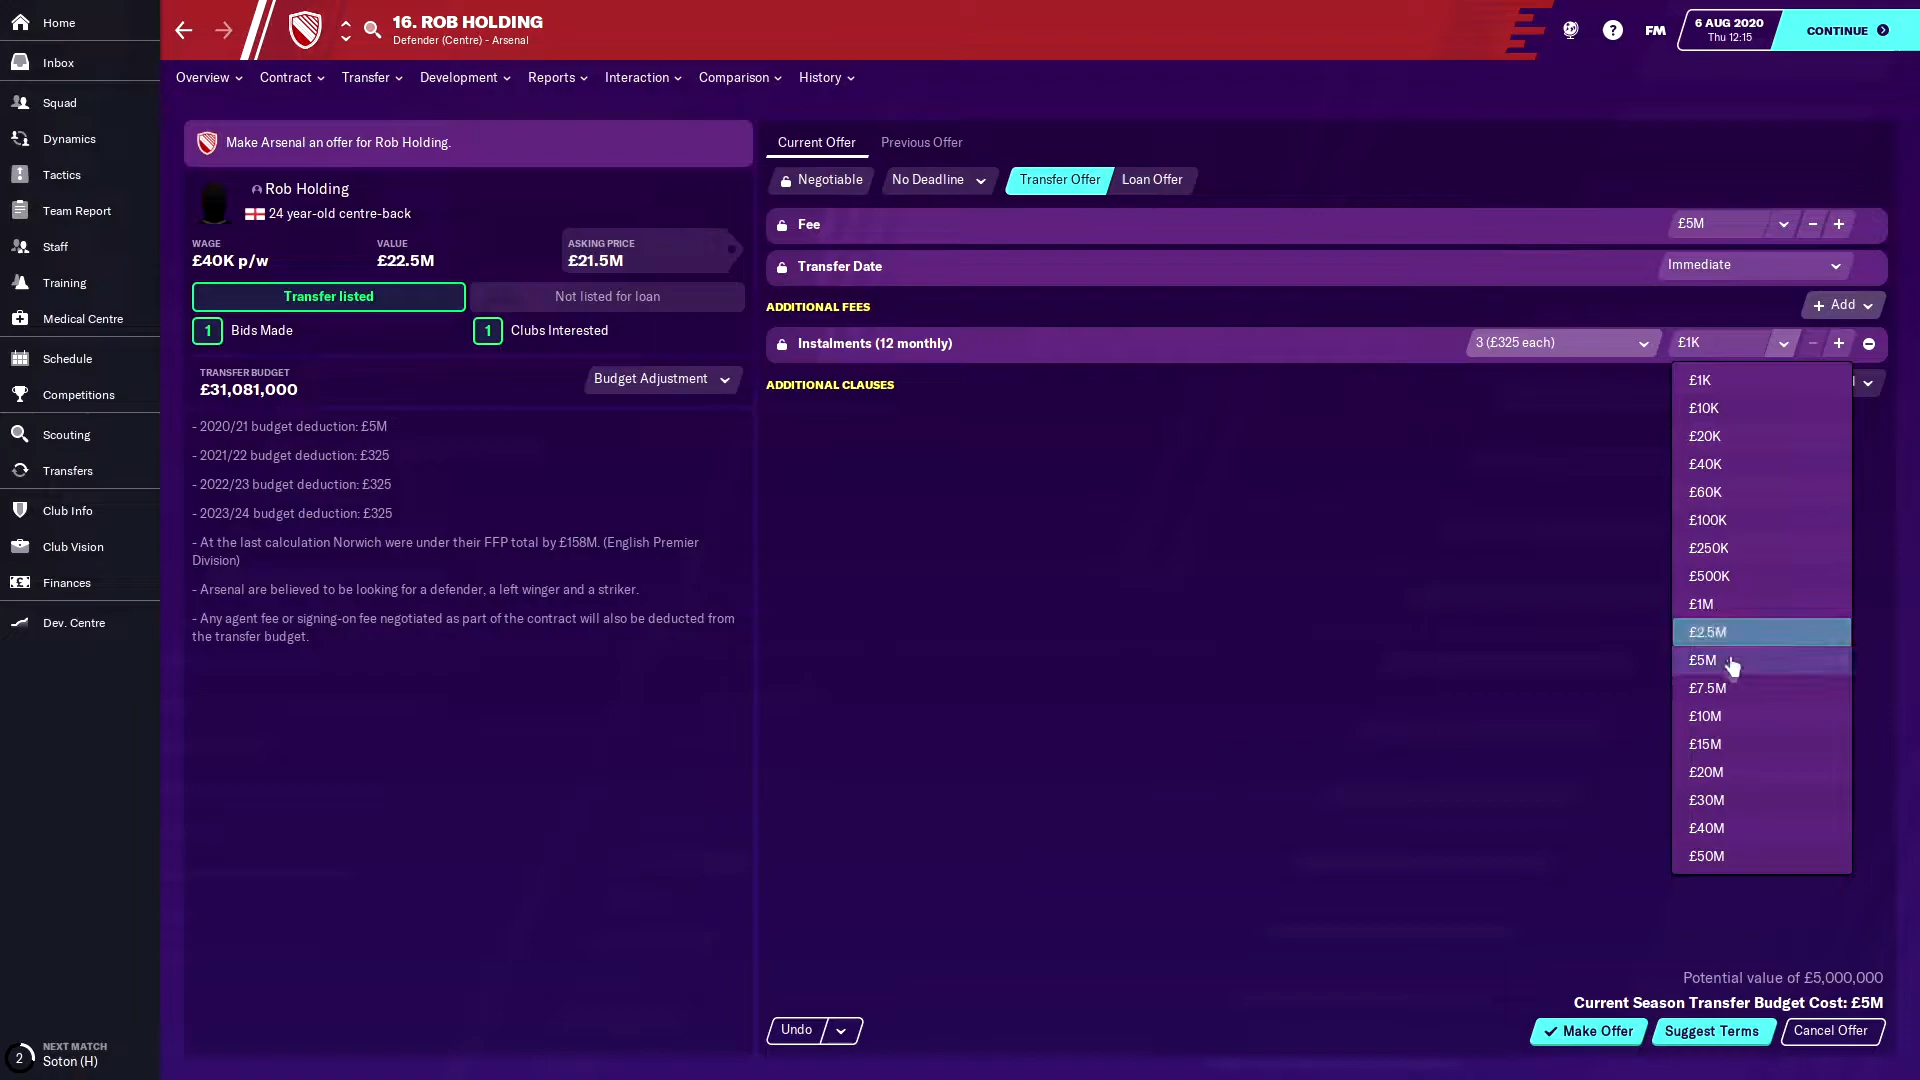 Home
Inbox
Squad
Dynamics
Tactics
Team Report
Staff
Training
Medical Centre
Schedule
Competitions
Scouting
Transfers
Club Info
Club Vision
Finances
Dev. Centre
2
NEXT MATCH
Soton (H)
16. ROB HOLDING
Defender (Centre) - Arsenal
?
FM
6 AUG 2020
Thu 12:15
CONTINUE
Overview
Contract
Transfer
Development
Reports
Interaction
Comparison
History
Make Arsenal an offer for Rob Holding.
Rob Holding
24 year-old centre-back
WAGE
£40K p/w
VALUE
£22.5M
ASKING PRICE
£21.5M
Transfer listed
Not listed for loan
1 Bids Made
1 Clubs Interested
TRANSFER BUDGET
£31,081,000
Budget Adjustment
- 2020/21 budget deduction: £5M
- 2021/22 budget deduction: £325
- 2022/23 budget deduction: £325
- 2023/24 budget deduction: £325
- At the last calculation Norwich were under their FFP total by £158M. (English Premier
Division)
- Arsenal are believed to be looking for a defender, a left winger and a striker.
- Any agent fee or signing-on fee negotiated as part of the contract will also be deducted from
the transfer budget.
Current Offer
Previous Offer
Negotiable
No Deadline
Transfer Offer
Loan Offer
Fee
£5M
Transfer Date
Immediate
ADDITIONAL FEES
+ Add
Instalments (12 monthly)
3 (£325 each)
£1K
ADDITIONAL CLAUSES
£1K
£10K
£20K
£40K
£60K
£100K
£250K
£500K
£1M
£2.5M
£5M
£7.5M
£10M
£15M
£20M
£30M
£40M
£50M
Potential value of £5,000,000
Current Season Transfer Budget Cost: £5M
Undo
Make Offer
Suggest Terms
Cancel Offer